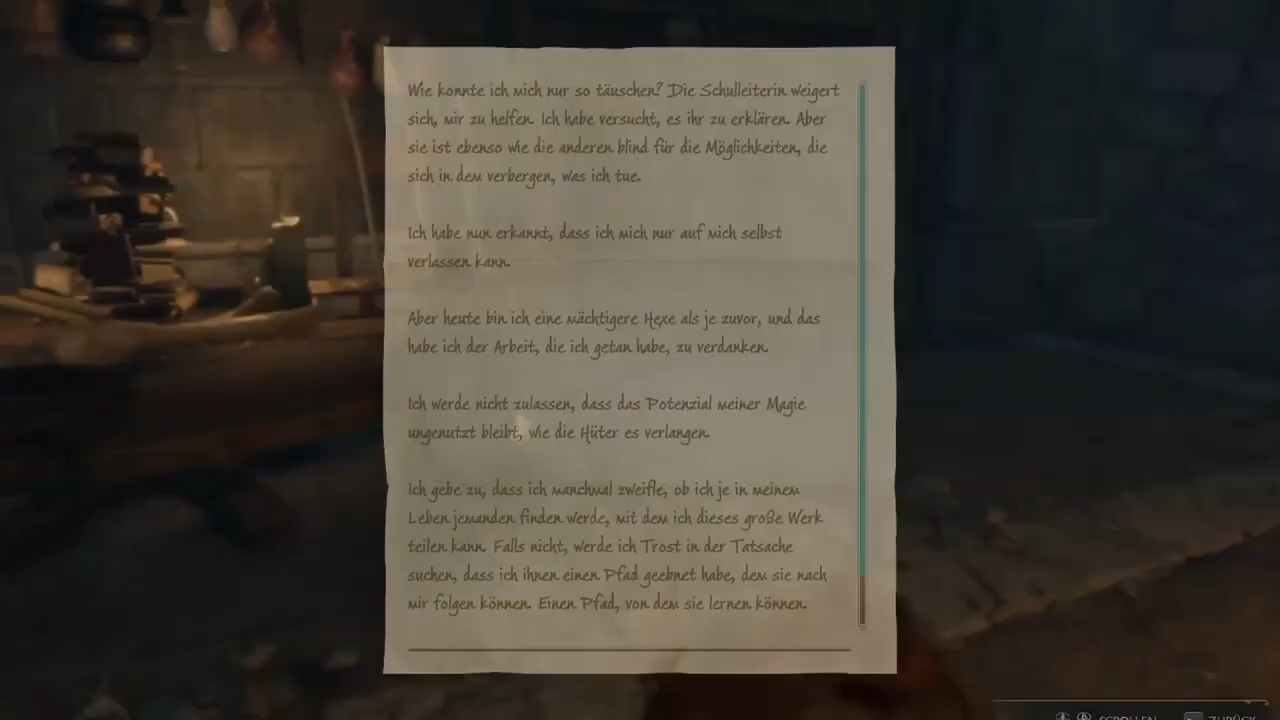 Wie konnte ich mich nur so täuschen? Die Schulleiterin weigert
sich, mir zu helfen. Ich habe versucht, es ihr zu erklären. Aber
sie ist ebenso wie die anderen blind für die Möglichkeiten, die
sich in dem verbergen, was ich tue.
Ich habe nun erkannt, dass ich mich nur auf mich selbst
verlassen kann.
Aber heute bin ich eine mächtigere Hexe als je zuvor, und das
habe ich der Arbeit, die ich getan habe, zu verdanken.
Ich werde nicht zulassen, dass das Potenzial meiner Magie
ungenutzt bleibt, wie die Hüter es verlangen.
Ich gebe zu, dass ich manchmal zweifle, ob ich je in meinem
Leben jemanden finden werde, mit dem ich dieses große Werk
teilen kann. Falls nicht, werde ich Trost in der Tatsache
suchen, dass ich ihnen einen Pfad geebnet habe, dem sie nach
mir folgen können. Einen Pfad, von dem sie lernen können.
SCROLLEN ZURÜCK